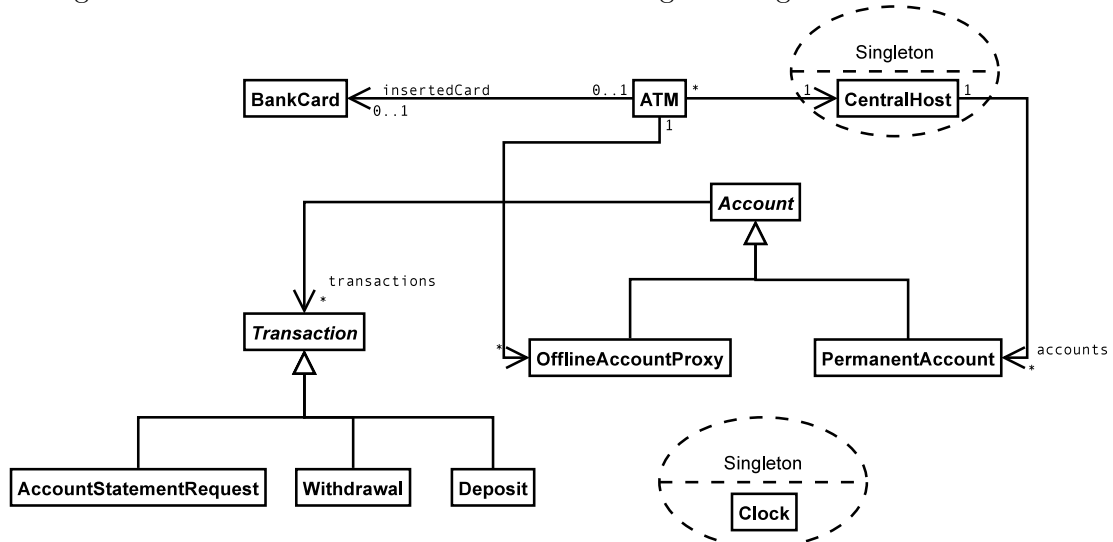 Singleton
BankCard
insertedCard
0..1
0..1
ATM
*
1
1
CentralHost
1
Account
transactions
*
Transaction
*
OfflineAccountProxy
PermanentAccount
accounts
*
Singleton
AccountStatementRequest
Withdrawal
Deposit
Clock